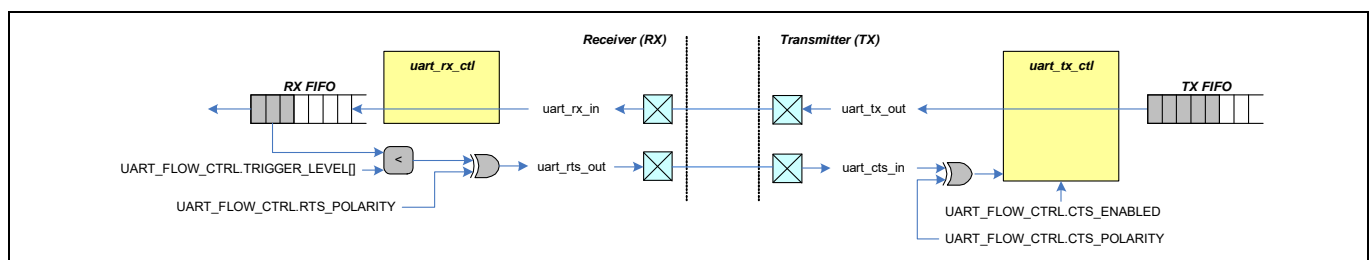 Receiver (RX)
Transmitter (TX)
uart_rx_ctl
uart_tx_ctl
RX FIFO
TX FIFO
uart_rx_in
uart_tx_out
<
UART_FLOW_CTRL.TRIGGER_LEVEL[]
uart_rts_out
uart_cts_in
UART_FLOW_CTRL.RTS_POLARITY
UART_FLOW_CTRL.CTS_ENABLED
UART_FLOW_CTRL.CTS_POLARITY